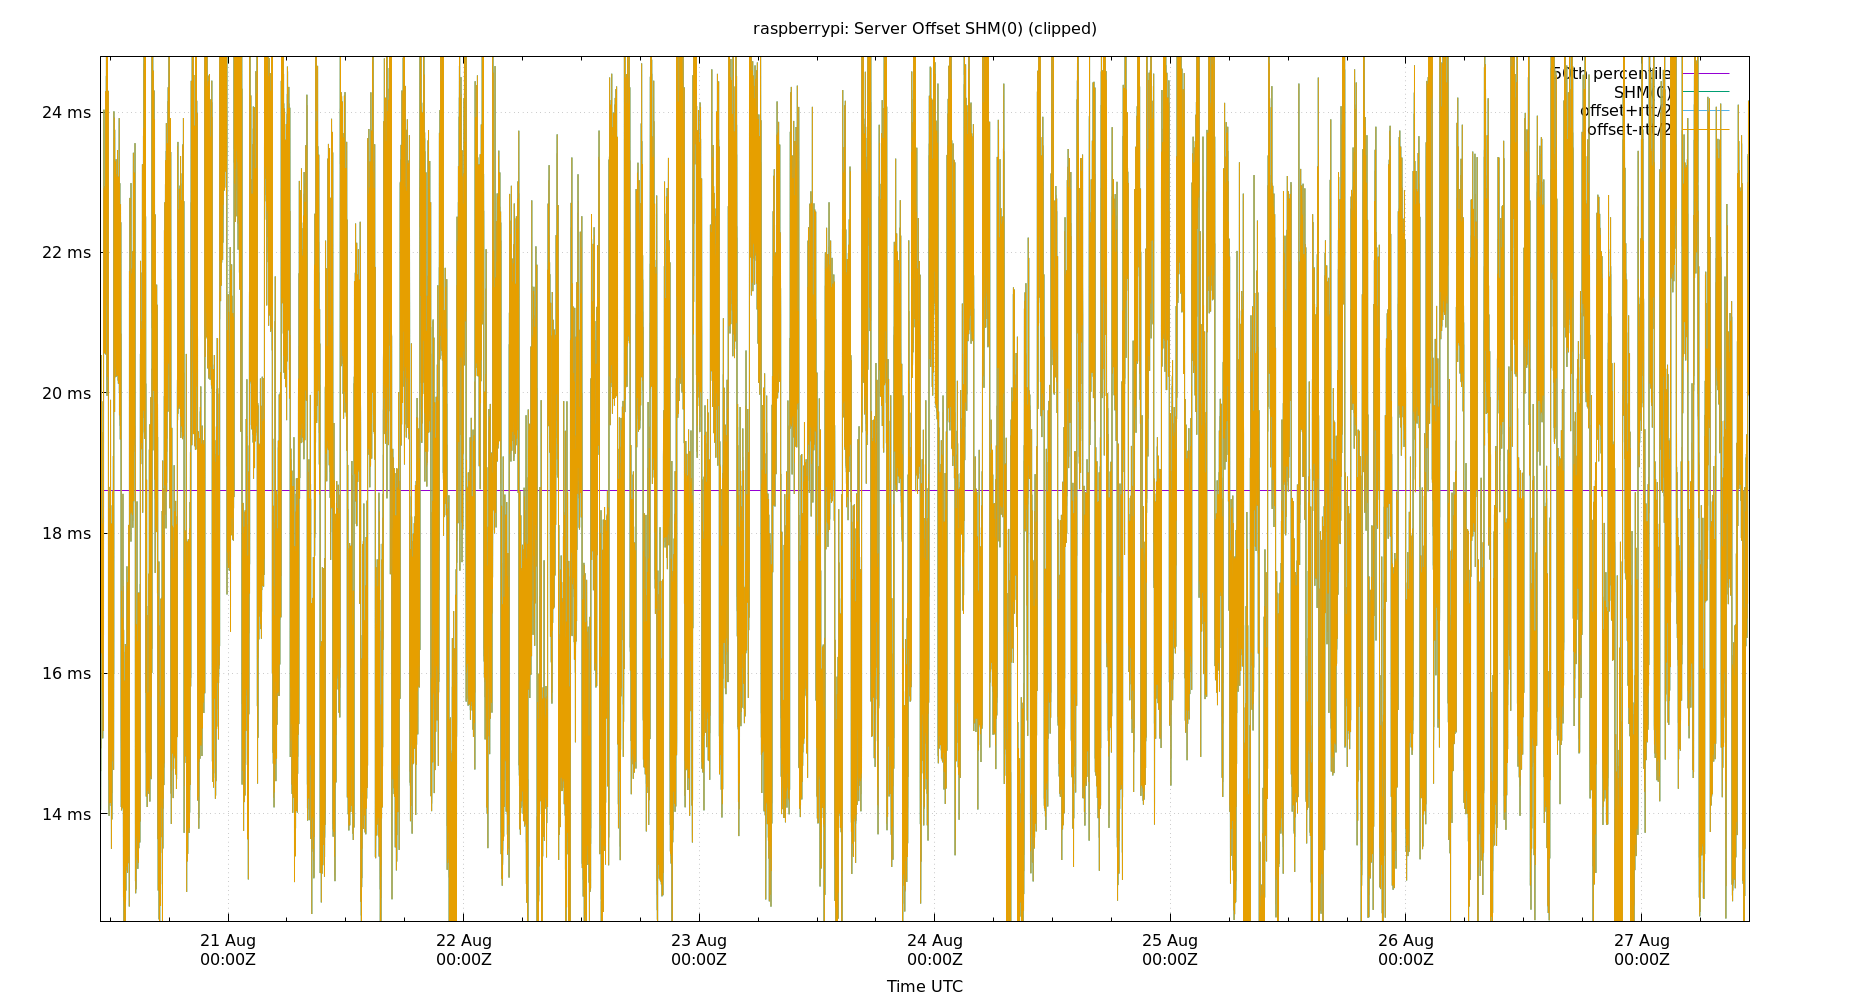 raspberrypi: Server Offset SHM(0) (clipped)
50th percentile
SHM(0)
offset+rtt/2
offset-rtt/2
24 ms
22 ms
20 ms
18 ms
16 ms
14 ms
21 Aug
00:00Z
22 Aug
00:00Z
23 Aug
00:00Z
24 Aug
00:00Z
25 Aug
00:00Z
26 Aug
00:00Z
27 Aug
00:00Z
Time UTC